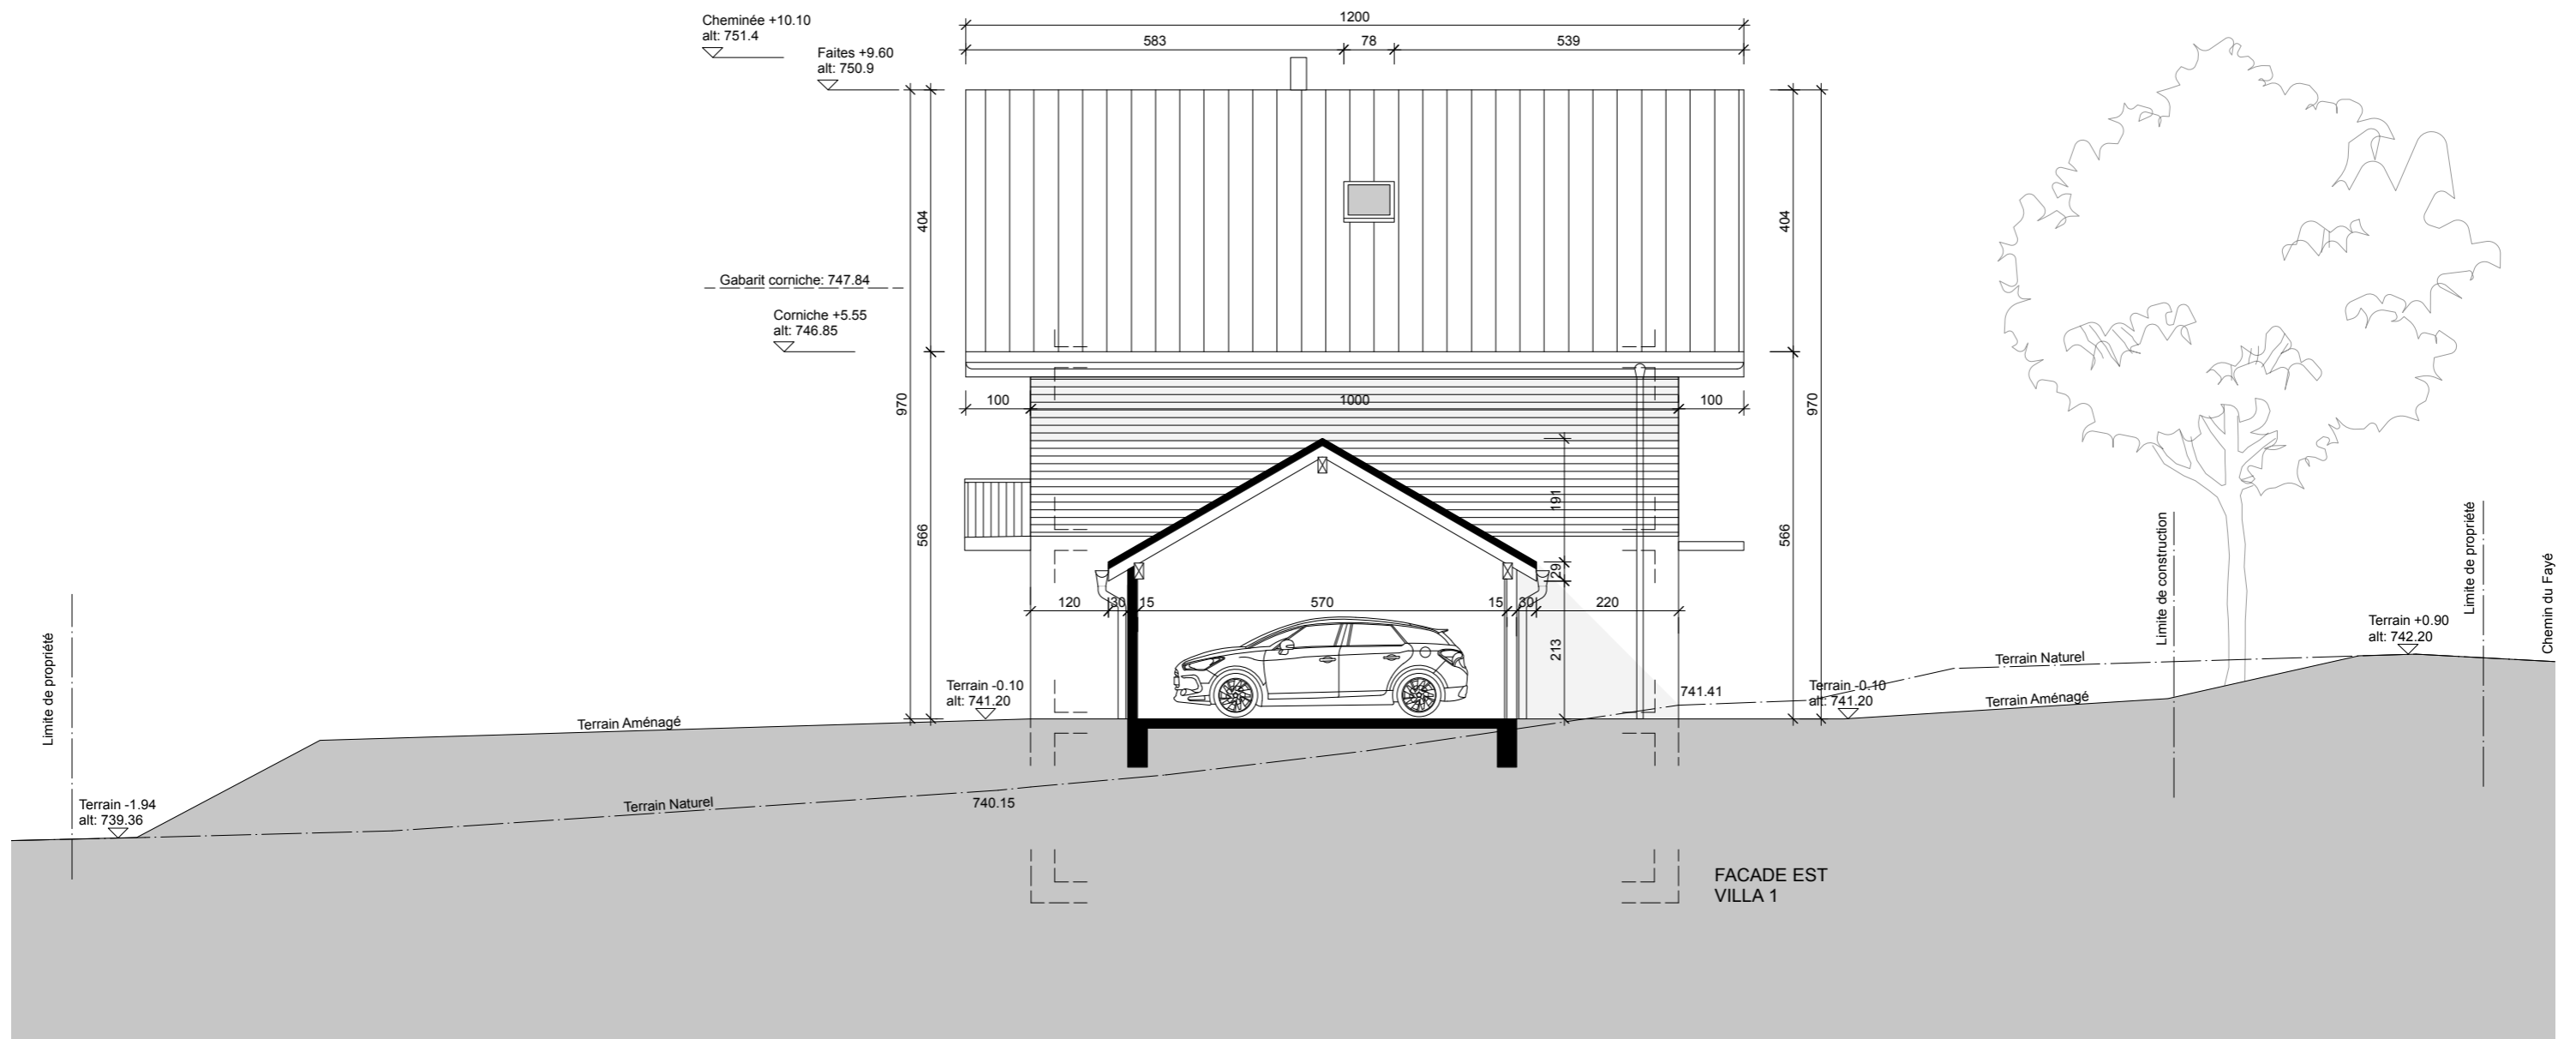 Cheminée +10.10
alt: 751.4
Faites +9.60
alt: 750.9
1200
583
78
539
404
404
Gabarit corniche: 747.84
Corniche +5.55
alt: 746.85
970
970
100
1000
100
191
566
566
29
120
30
15
570
15
30
220
213
Limite de propriété
Limite de construction
Limite de propriété
Chemin du Fayé
Terrain +0.90
alt: 742.20
Terrain Naturel
Terrain -0.10
alt: 741.20
741.41
Terrain -0.10
alt: 741.20
Terrain Aménagé
Terrain Aménagé
Terrain -1.94
alt: 739.36
Terrain Naturel
740.15
FACADE EST
VILLA 1